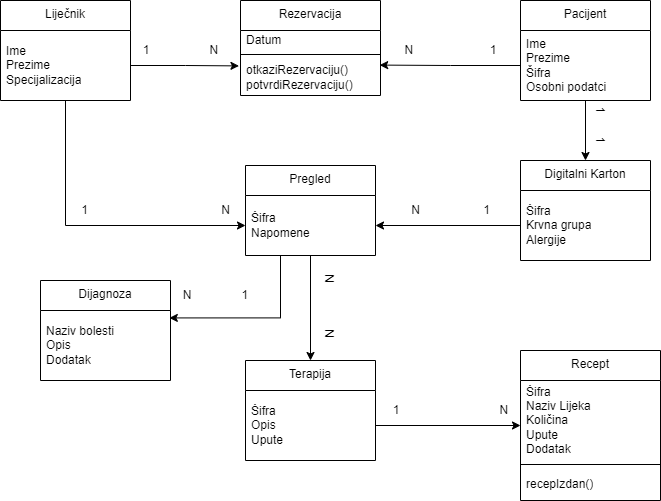 Liječnik
Ime
Prezime
Specijalizacija
1
N
Rezervacija
Datum
otkaziRezervaciju()
potvrdiRezervaciju()
N
1
Pacijent
Ime
Prezime
Šifra
Osobni podatci
1
1
Pregled
Šifra
Napomene
1
N
N
1
Digitalni Karton
Šifra
Krvna grupa
Alergije
Dijagnoza
Naziv bolesti
Opis
Dodatak
N
1
N
N
Terapija
Šifra
Opis
Upute
1
N
Recept
Šifra
Naziv Lijeka
Količina
Upute
Dodatak
receptIzdan()